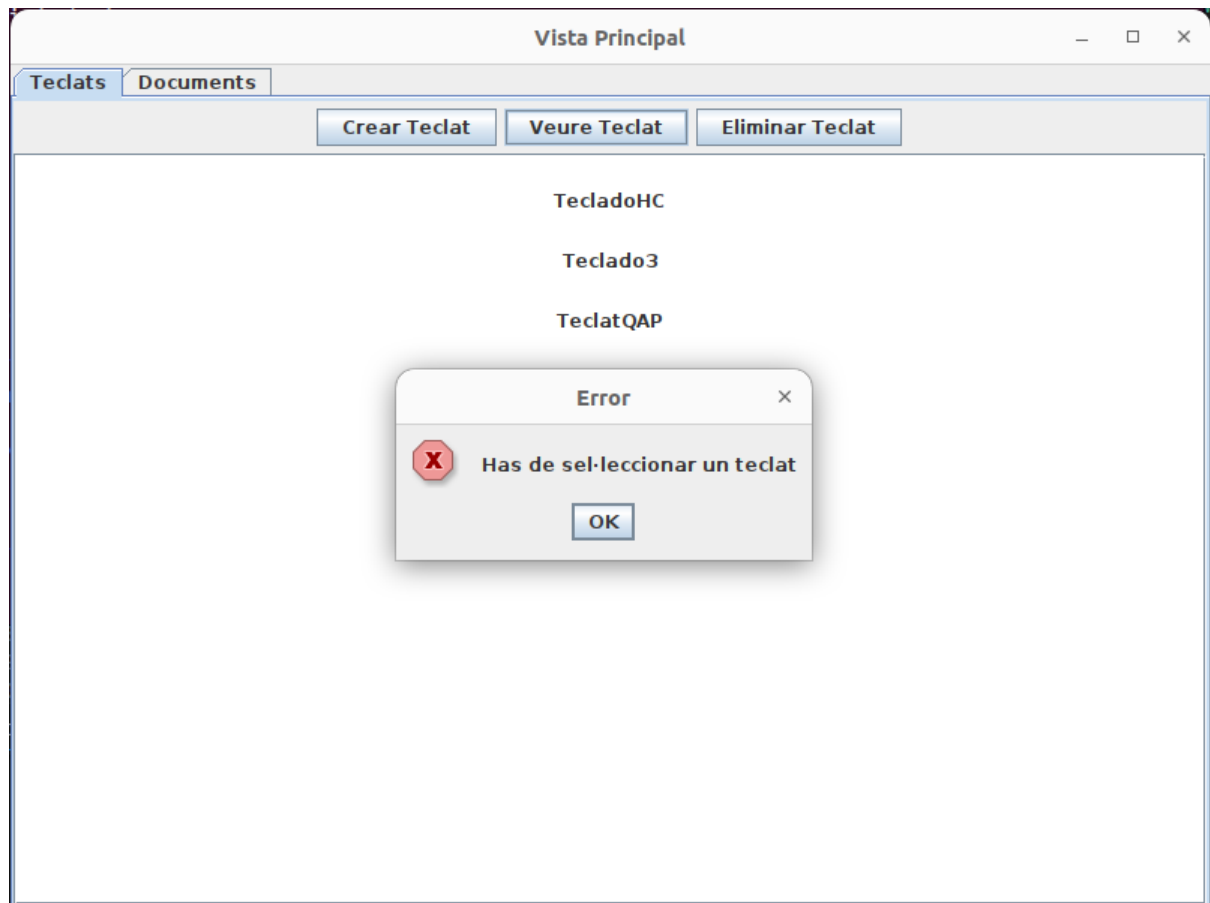 Vista Principal
Teclats Documents
Crear Teclat Veure Teclat Eliminar Teclat
TecladoHC
Teclado3
TeclatQAP
Error
X
Has de sel·leccionar un teclat
OK